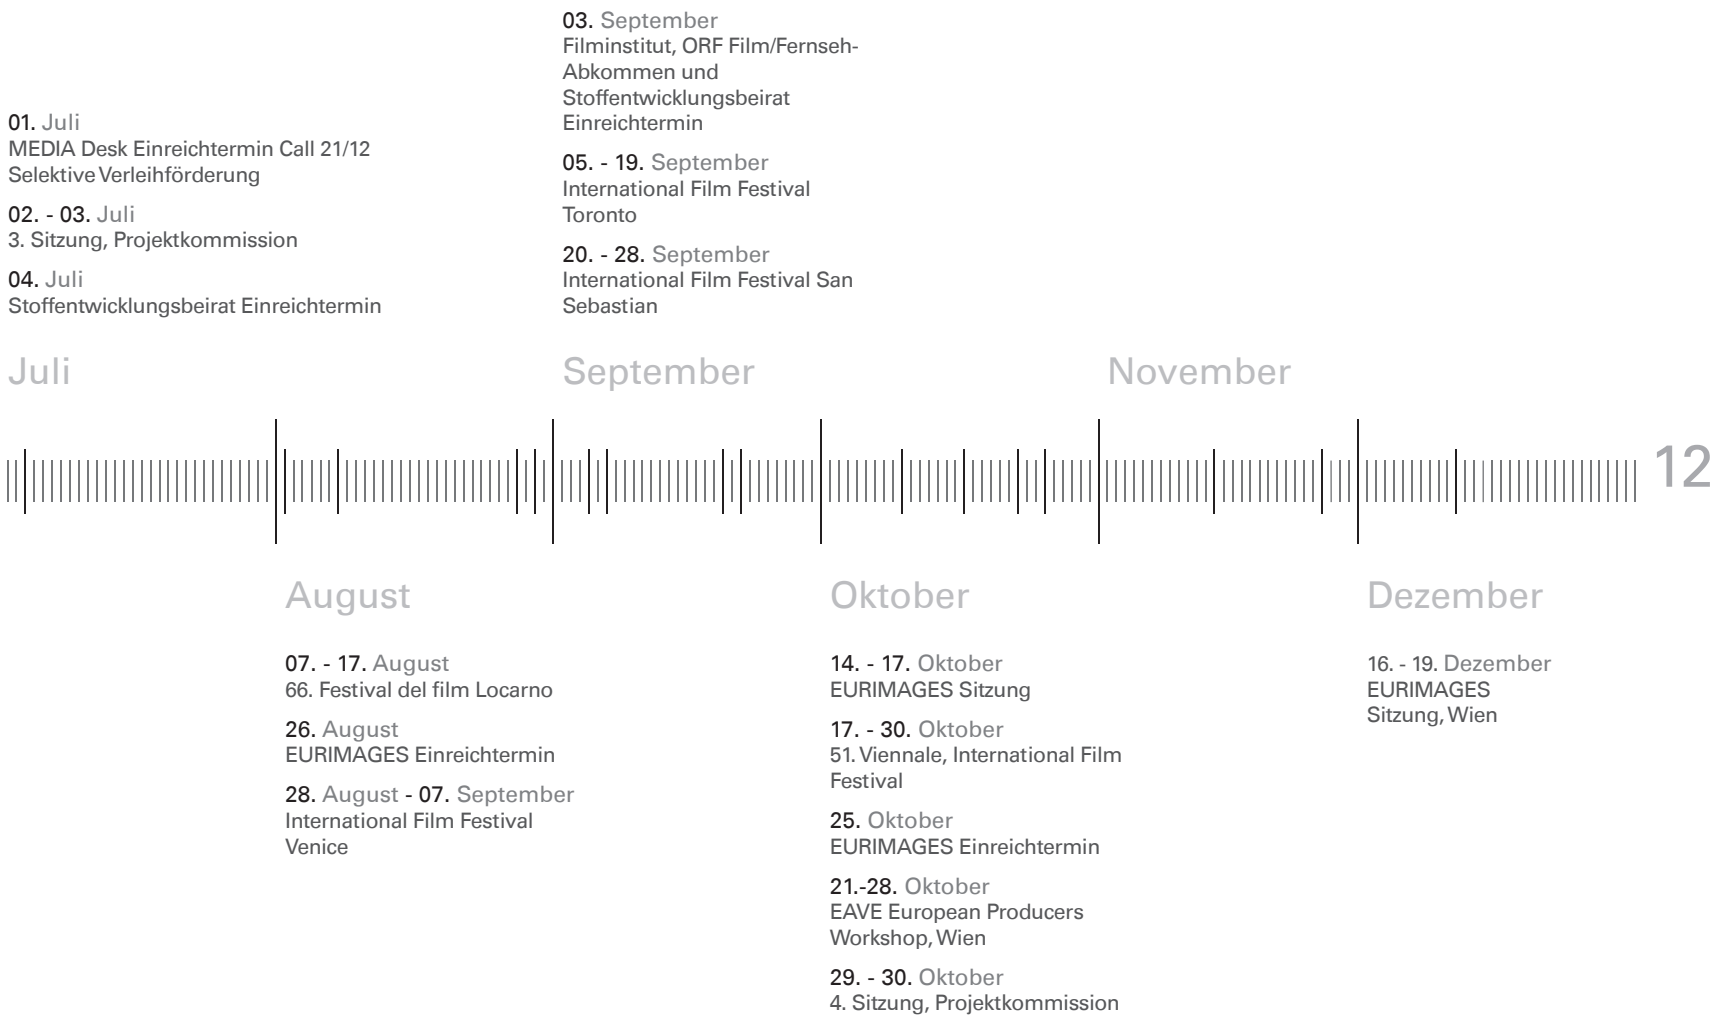 01. Juli
MEDIA Desk Einreichtermin Call 21/12
Selektive Verleihförderung
02. - 03. Juli
3. Sitzung, Projektkommission
04. Juli
Stoffentwicklungsbeirat Einreichtermin
03. September
Filminstitut, ORF Film/Fernseh-
Abkommen und
Stoffentwicklungsbeirat
Einreichtermin
05. - 19. September
International Film Festival
Toronto
20. - 28. September
International Film Festival San
Sebastian
Juli
September
November
12
August
Oktober
Dezember
07. - 17. August
66. Festival del film Locarno
26. August
EURIMAGES Einreichtermin
28. August - 07. September
International Film Festival
Venice
14. - 17. Oktober
EURIMAGES Sitzung
17. - 30. Oktober
51. Viennale, International Film
Festival
25. Oktober
EURIMAGES Einreichtermin
21.-28. Oktober
EAVE European Producers
Workshop, Wien
29. - 30. Oktober
4. Sitzung, Projektkommission
16. - 19. Dezember
EURIMAGES
Sitzung, Wien